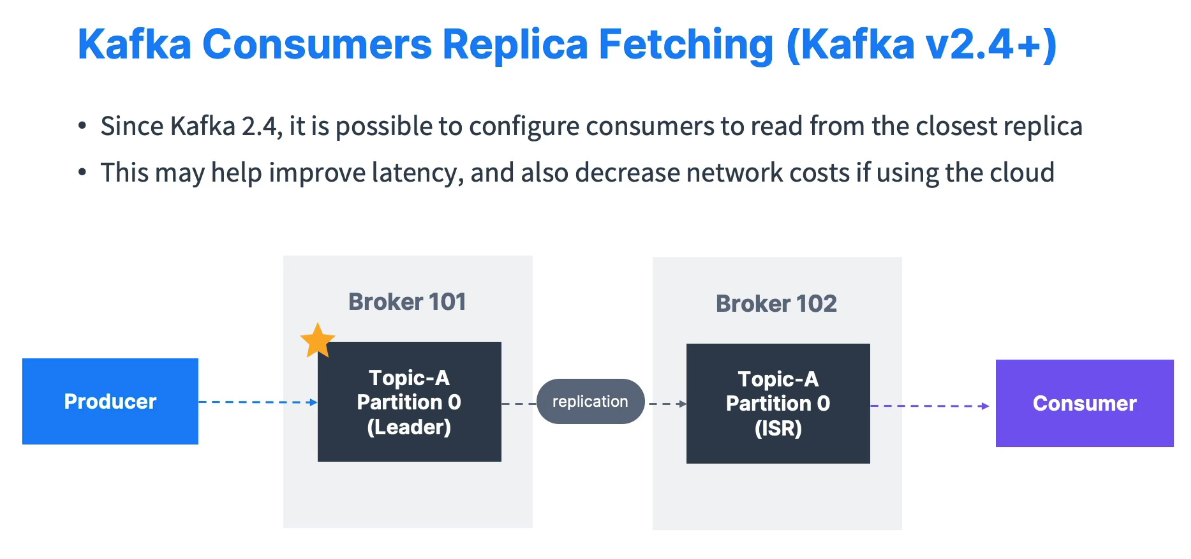 Kafka Consumers Replica Fetching (Kafka v2.4+)
• Since Kafka 2.4, it is possible to configure consumers to read from the closest replica
• This may help improve latency, and also decrease network costs if using the cloud
Broker 101
Broker 102
Producer
Topic-A
Partition 0
(Leader)
replication
Topic-A
Partition 0
(ISR)
Consumer